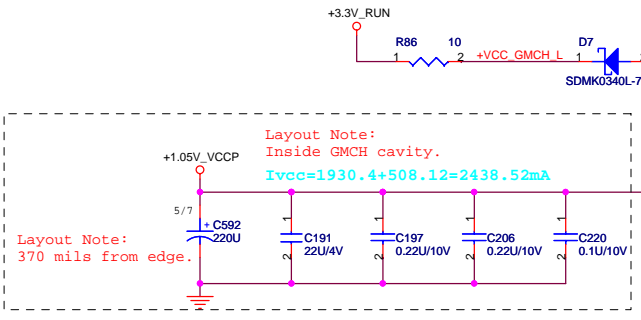 +3.3V_RUN
R86 10 D7
1 2 +VCC_GMCH_L 1
SDMK0340L-7
Layout Note:
Inside GMCH cavity.
+1.05V_VCCP
Ivcc=1930.4+508.12=2438.52mA
5/7
1 1 1 1
+ C592
220U
C191
22U/4V
C197
0.22U/10V
C206
0.22U/10V
C220
0.1U/10V
2 2 2 2
Layout Note:
370 mils from edge.